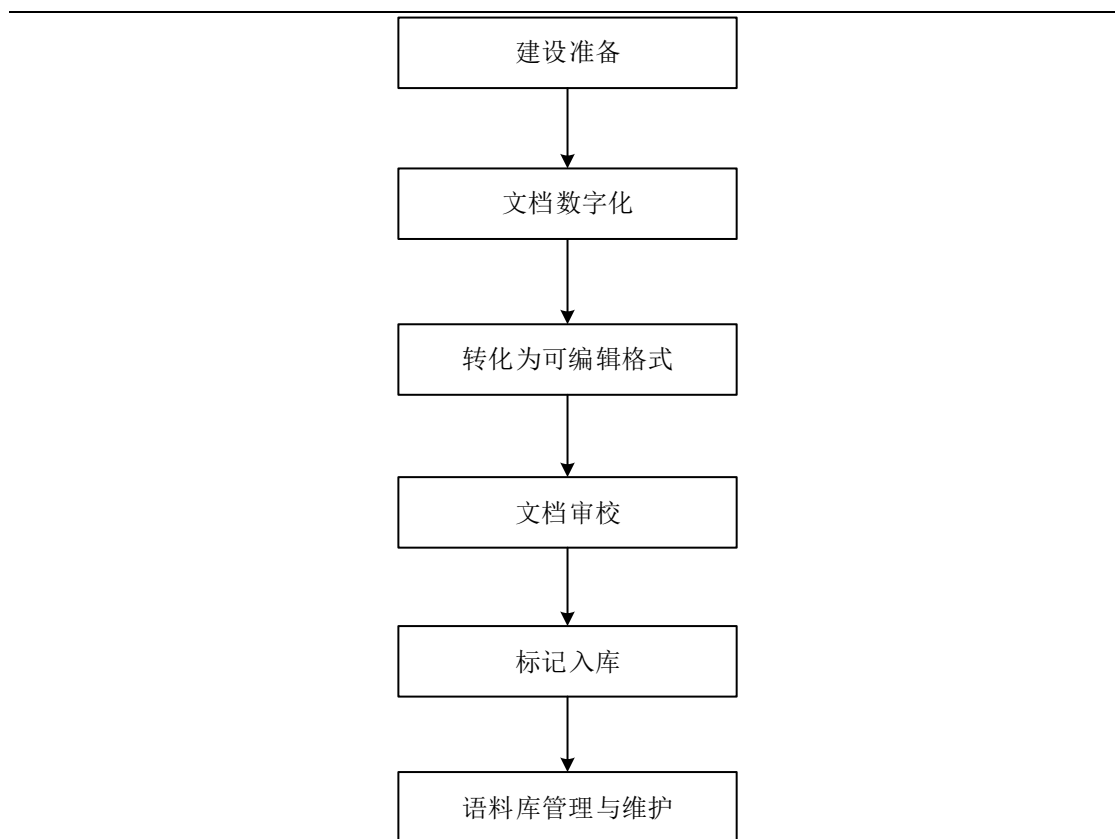 建设准备
文档数字化
转化为可编辑格式
文档审校
标记入库
语料库管理与维护